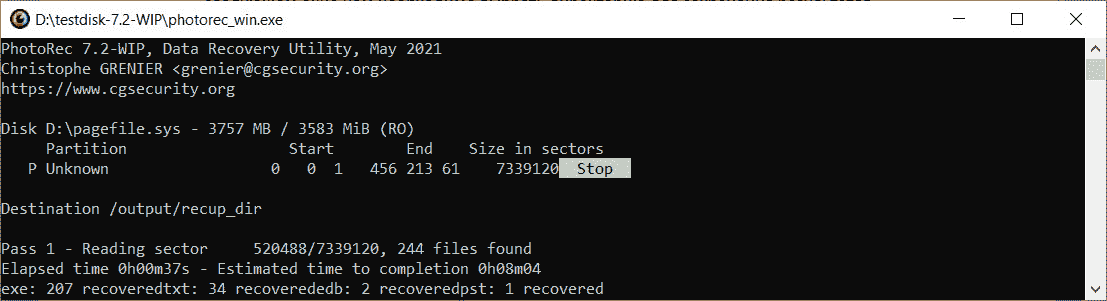 D:\testdisk-7.2-WIP\photorec_win.exe
PhotoRec 7.2-WIP, Data Recovery Utility, May 2021
Christophe GRENIER <grenier@cgsecurity.org>
https://www.cgsecurity.org
Disk D:\pagefile.sys - 3757 MB / 3583 MiB (RO)
Partition Start End Size in sectors
P Unknown 0 0 1 456 213 61 7339120 Stop
Destination /output/recup_dir
Pass 1 - Reading sector 520488/7339120, 244 files found
Elapsed time 0h00m37s - Estimated time to completion 0h08m04
exe: 207 recoveredtxt: 34 recoverededb: 2 recoveredpst: 1 recovered